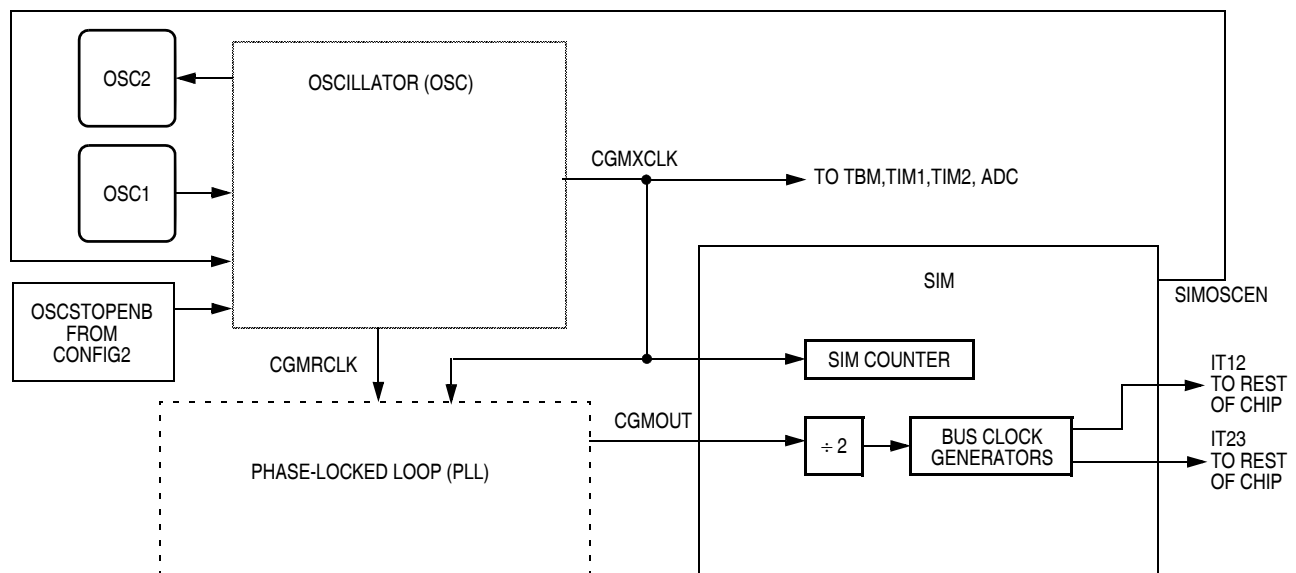 OSC2
OSCILLATOR (OSC)
CGMXCLK
TO TBM,TIM1,TIM2, ADC
OSC1
SIM
SIMOSCEN
OSCSTOPENB
FROM
CONFIG2
CGMRCLK
SIM COUNTER
IT12
TO REST
OF CHIP
CGMOUT
÷ 2
BUS CLOCK
GENERATORS
IT23
TO REST
OF CHIP
PHASE-LOCKED LOOP (PLL)